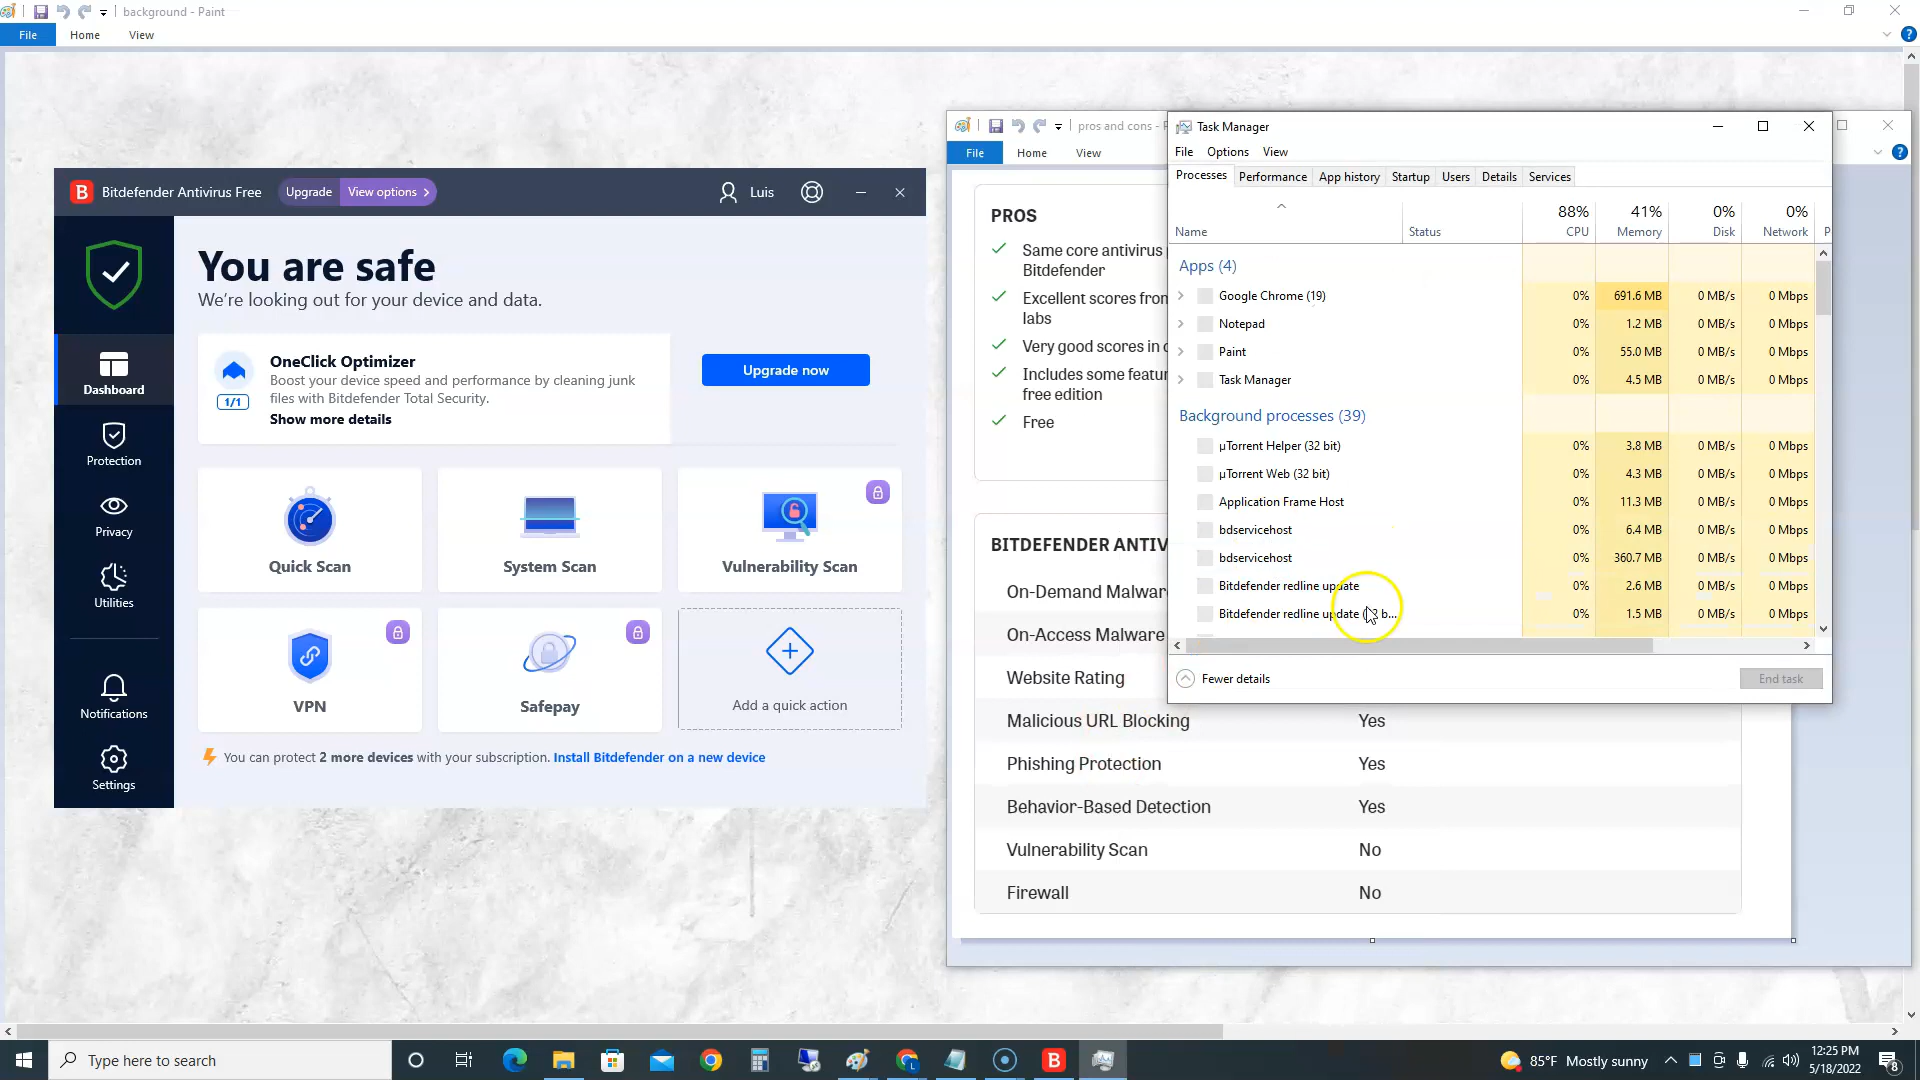 background - Paint
File Home View
Bitdefender Antivirus Free Upgrade View options Luis
You are safe
We're looking out for your device and data.
OneClick Optimizer
Boost your device speed and performance by cleaning junk
files with Bitdefender Total Security.
Show more details
1/1
Upgrade now
Dashboard
Protection
Privacy
Utilities
Notifications
Settings
Quick Scan
System Scan
Vulnerability Scan
VPN
Safepay
Add a quick action
You can protect 2 more devices with your subscription. Install Bitdefender on a new device
pros and cons -
File Home View
PROS
Same core antivirus
Bitdefender
Excellent scores from
labs
Very good scores in
Includes some
free edition
Free
BITDEFENDER
On-Demand
On-Access Malware
Website Rating
Malicious URL Blocking Yes
Phishing Protection Yes
Behavior-Based Detection Yes
Vulnerability Scan No
Firewall No
Task Manager
File Options View
Processes Performance App history Startup Users Details Services
88% 41% 0% 0%
Name Status CPU Memory Disk Network P
Apps (4)
Google Chrome (19) 0% 691.6 MB 0 MB/s 0 Mbps
Notepad 0% 1.2 MB 0 MB/s 0 Mbps
Paint 0% 55.0 MB 0 MB/s 0 Mbps
Task Manager 0% 4.5 MB 0 MB/s 0 Mbps
Background processes (39)
µTorrent Helper (32 bit) 0% 3.8 MB 0 MB/s 0 Mbps
µTorrent Web (32 bit) 0% 4.3 MB 0 MB/s 0 Mbps
Application Frame Host 0% 11.3 MB 0 MB/s 0 Mbps
bdservicehost 0% 6.4 MB 0 MB/s 0 Mbps
bdservicehost 0% 360.7 MB 0 MB/s 0 Mbps
Bitdefender redline update 0% 2.6 MB 0 MB/s 0 Mbps
Bitdefender redline update 0% 1.5 MB 0 MB/s 0 Mbps
Fewer details End task
Type here to search
85°F Mostly sunny
12:25 PM
5/18/2022
8